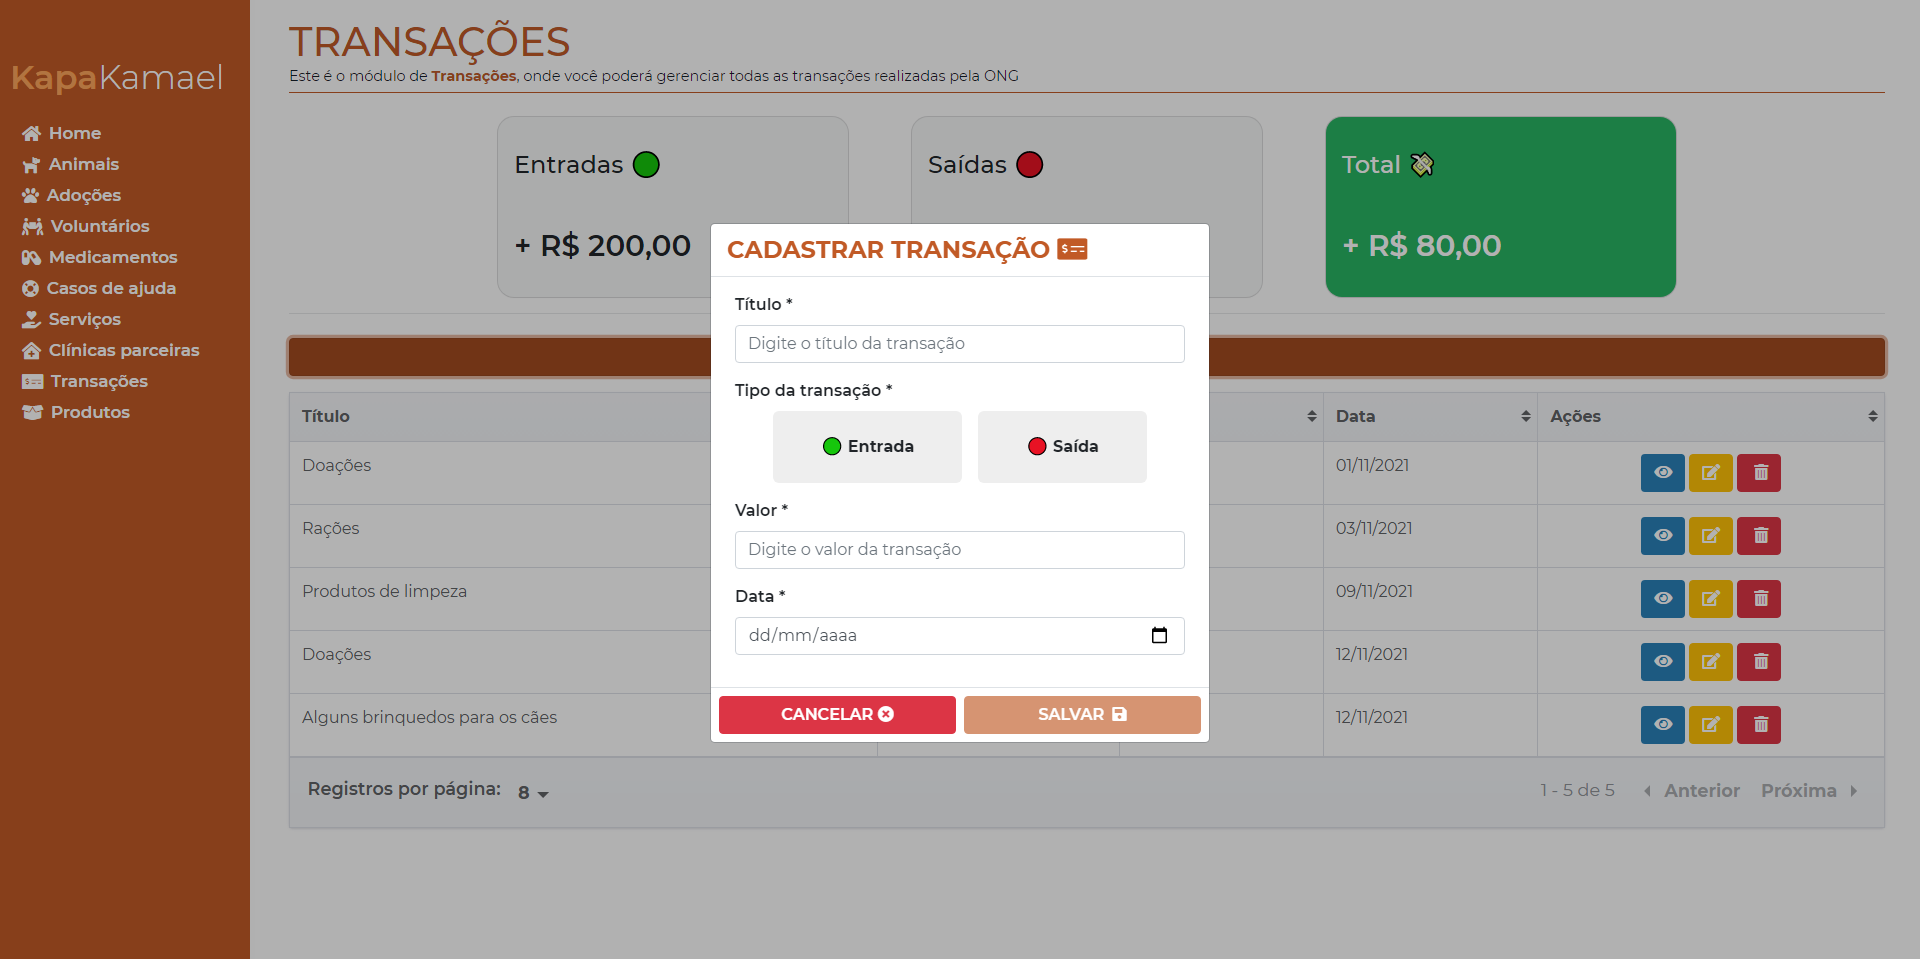 KapaKamael
Home
Animais
Adoções
Voluntários
Medicamentos
Casos de ajuda
Serviços
Clínicas parceiras
Transações
Produtos
TRANSAÇÕES
Este é o módulo de Transações, onde você poderá gerenciar todas as transações realizadas pela ONG
Entradas
+ R$ 200,00
Saídas
Total
+ R$ 80,00
CADASTRAR TRANSAÇÃO
Título *
Digite o título da transação
Tipo da transação *
Entrada
Saída
Valor *
Digite o valor da transação
Data *
dd/mm/aaaa
CANCELAR
SALVAR
Título
Data
Ações
Doações
01/11/2021
Rações
03/11/2021
Produtos de limpeza
09/11/2021
Doações
12/11/2021
Alguns brinquedos para os cães
12/11/2021
Registros por página: 8
1 - 5 de 5
Anterior
Próxima